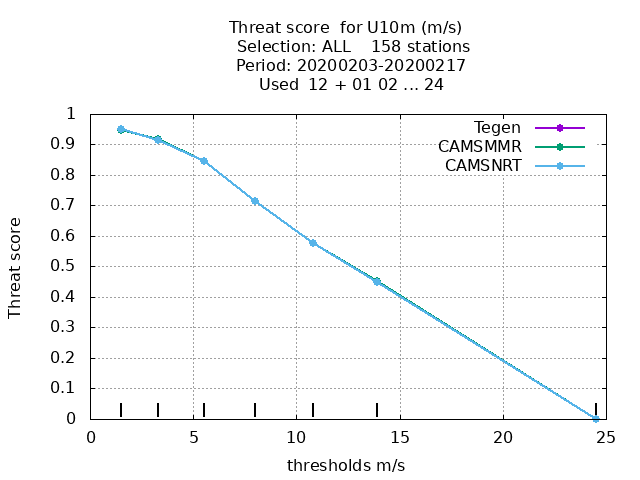 Threat score  for U10m (m/s)
Selection: ALL    158 stations
Period: 20200203-20200217
Used  12 + 01 02 ... 24
Tegen
CAMSMMR
CAMSNRT
1
0.9
0.8
0.7
0.6
0.5
0.4
0.3
0.2
0.1
0
Threat score
0 5 10 15 20 25
thresholds m/s